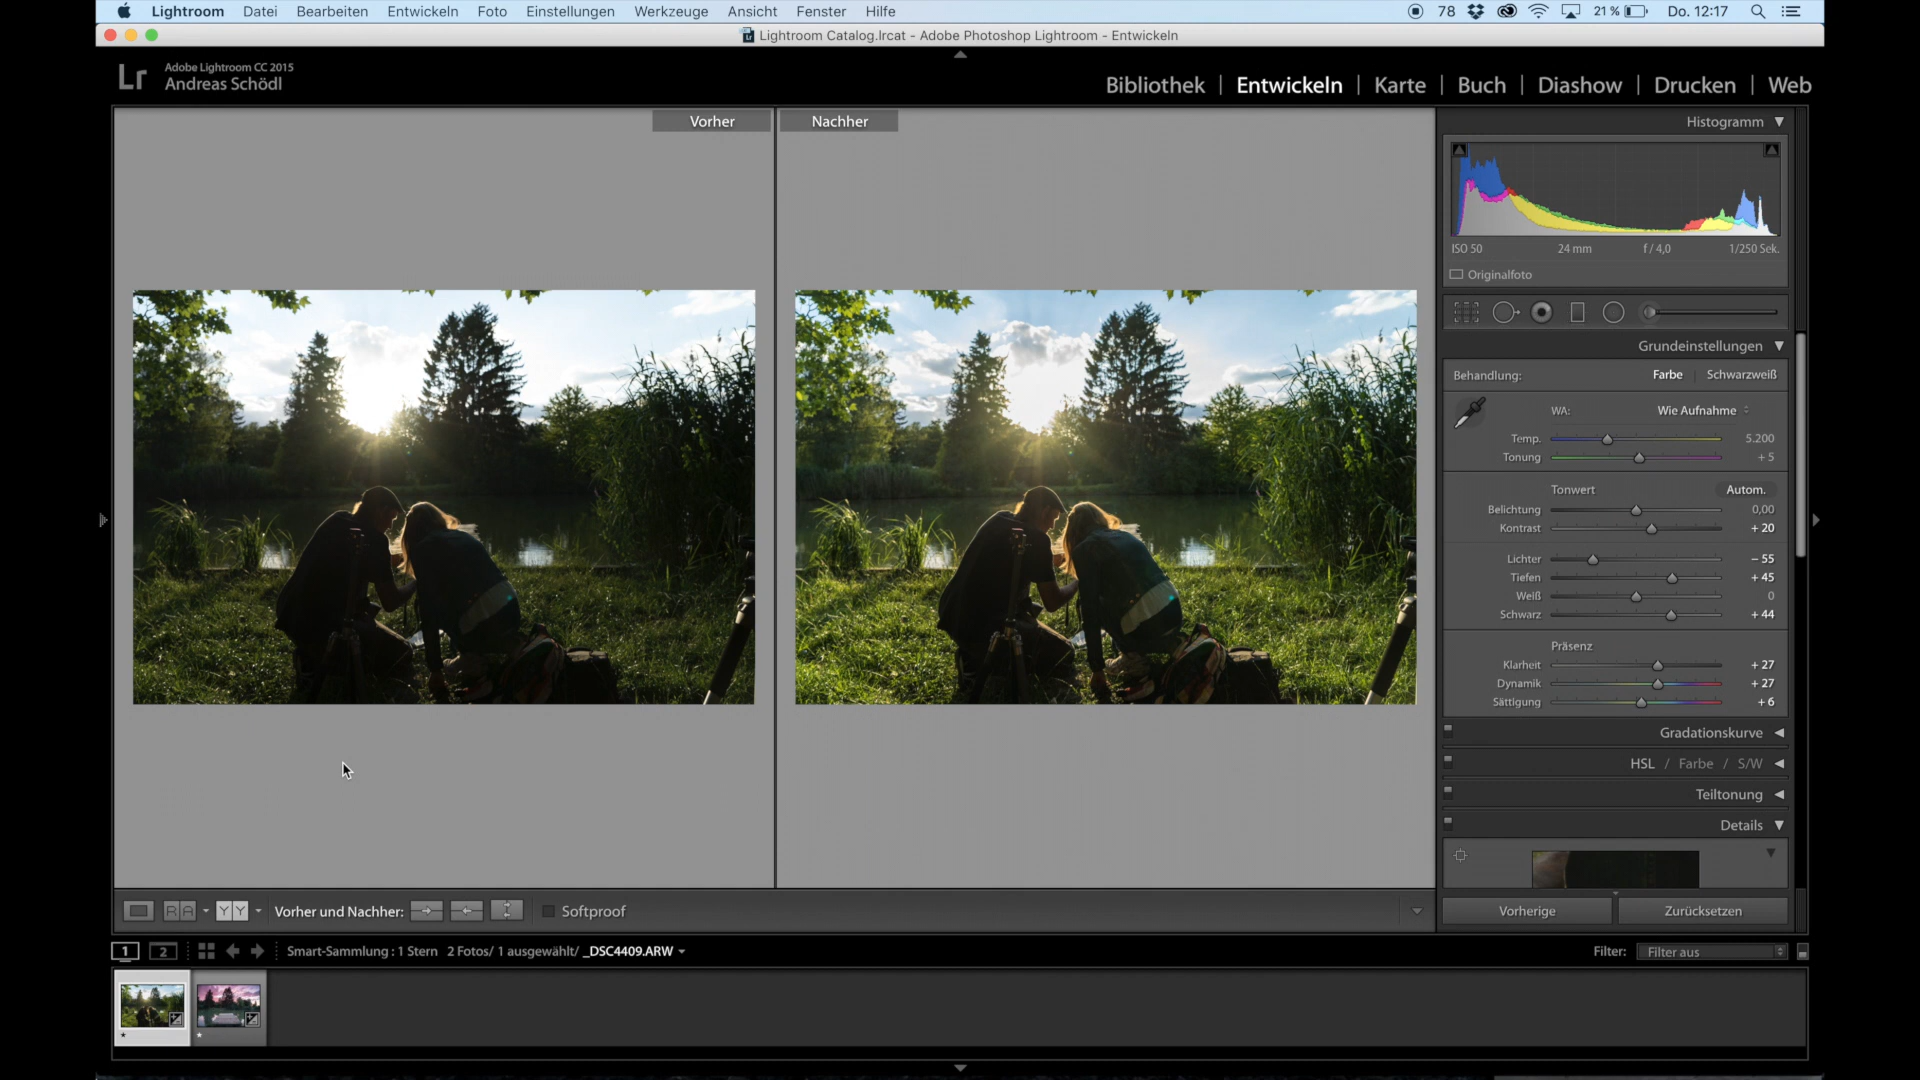 Lightroom Datei Bearbeiten Entwickeln Foto Einstellungen Werkzeuge Ansicht Fenster Hilfe 78 21 % Do. 12:17
Lightroom Catalog.lrcat - Adobe Photoshop Lightroom - Entwickeln
Lr Adobe Lightroom CC 2015
Andreas Schödl
Bibliothek | Entwickeln | Karte | Buch | Diashow | Drucken | Web
Vorher Nachher
Histogramm
ISO 50 24 mm f / 4,0 1/250 Sek.
Originalfoto
Grundeinstellungen
Behandlung: Farbe | Schwarzweiß
WA: Wie Aufnahme
Temp. 5.200
Tonung + 5
Tonwert Autom.
Belichtung 0,00
Kontrast + 20
Lichter − 55
Tiefen + 45
Weiß 0
Schwarz + 44
Präsenz
Klarheit + 27
Dynamik + 27
Sättigung + 6
Gradationskurve
HSL / Farbe / S/W
Teiltonung
Details
R A Y Y Vorher und Nachher: Softproof
Vorherige Zurücksetzen
1 2 Smart-Sammlung : 1 Stern 2 Fotos/ 1 ausgewählt/ _DSC4409.ARW
Filter: Filter aus